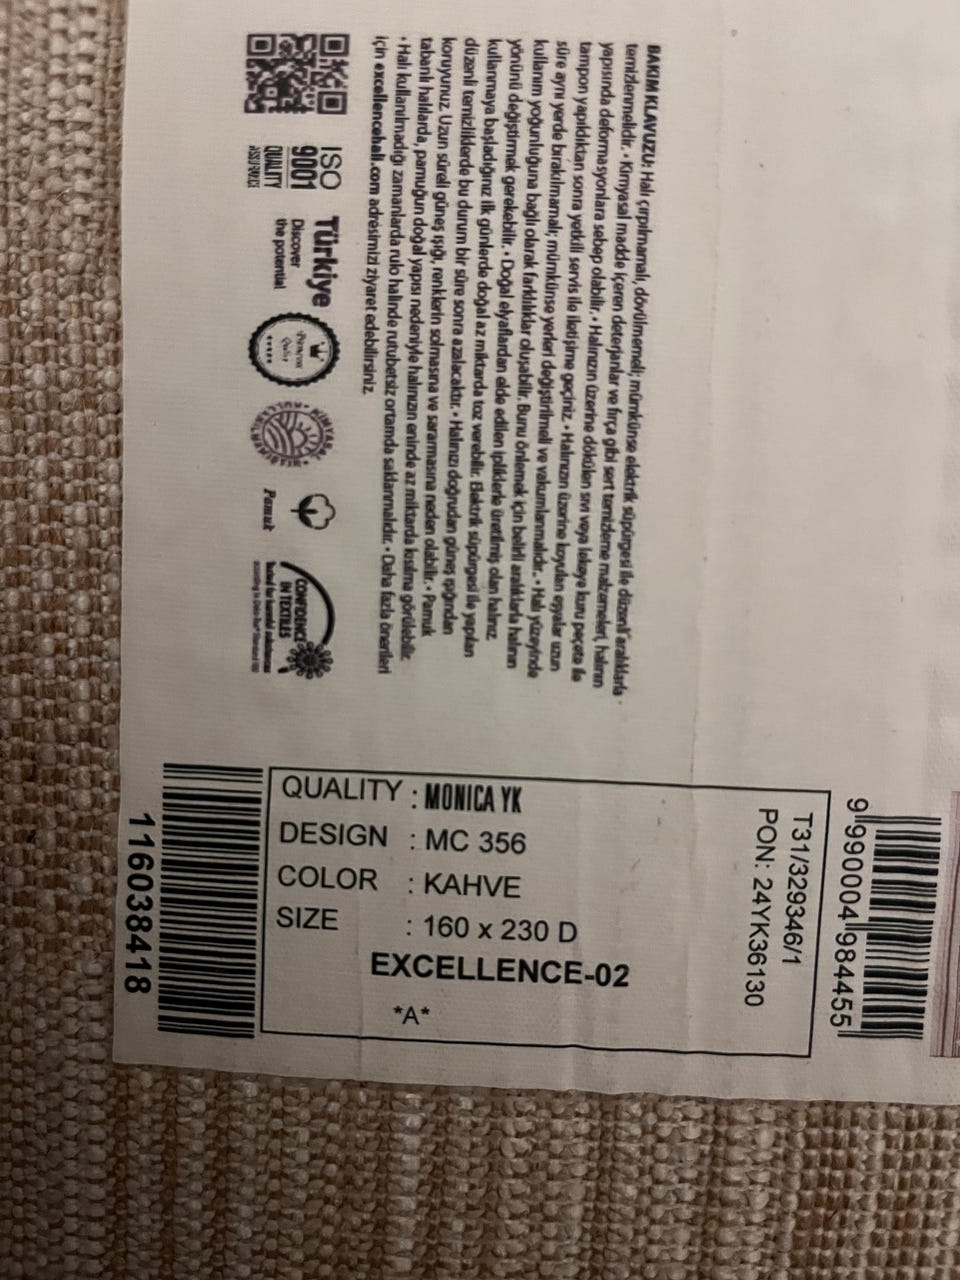 BAKIM KLAVUZU: Halı çırpılmamalı, dövülmemeli; mümkünse elektrik süpürgesi ile düzenli aralıklarla
temizlenmelidir. • Kimyasal madde içeren deterjanlar ve fırça gibi sert temizleme malzemeleri, halının
yapısında deformasyonlara sebep olabilir. • Halınızın üzerine dökülen sıvı veya lekeye kuru peçete ile
tampon yapıldıktan sonra yetkili servis ile iletişime geçiniz. • Halınızın üzerine koyulan eşyalar uzun
süre aynı yerde bırakılmamalı; mümkünse yerleri değiştirilmeli ve vakumlanmalıdır. • Halı yüzeyinde
kullanım yoğunluğuna bağlı olarak farklılıklar oluşabilir. Bunu önlemek için belirli aralıklarla halının
yönünü değiştirmek gerekebilir. • Doğal elyaflardan elde edilen ipliklerle üretilmiş olan halınız
kullanmaya başladığınız ilk günlerde doğal az miktarda toz verebilir. Elektrik süpürgesi ile yapılan
düzenli temizliklerde bu durum bir süre sonra azalacaktır. • Halınızı doğrudan güneş ışığından
koruyunuz. Uzun süreli güneş ışığı, renklerin solmasına ve sararmasına neden olabilir. • Pamuk
tabanlı halılarda, pamuğun doğal yapısı nedeniyle halınızın eninde az miktarda kısılma görülebilir.
• Halı kullanılmadığı zamanlarda rulo halinde rutubetsiz ortamda saklanmalıdır. • Daha fazla önerileri
için excellencehali.com adresimizi ziyaret edebilirsiniz.
ISO
9001
QUALITY
Türkiye
Discover
the potential
Pamuk
CONFIDENCE
IN TEXTILES
Tested for harmful substances
QUALITY : MONICA YK
DESIGN : MC 356
COLOR : KAHVE
SIZE : 160 x 230 D
EXCELLENCE-02
*A*
T31/329346/1
PON: 24YK36130
1160384418
9 990004 984455